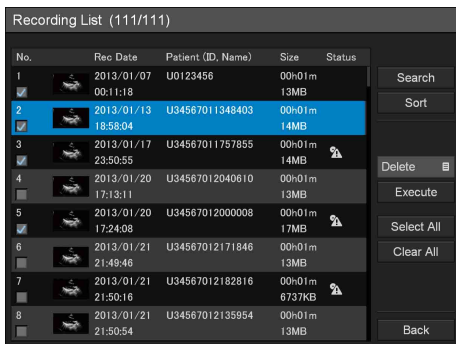 Recording List (111/111)
No. Rec Date Patient (ID, Name) Size Status
1 2013/01/07 U0123456 00h01m
00:11:18 13MB
2 2013/01/13 U34567011348403 00h01m
18:58:04 14MB
3 2013/01/17 U34567011757855 00h01m
23:50:55 14MB
4 2013/01/20 U34567012040610 00h01m
17:13:11 13MB
5 2013/01/20 U34567012000008 00h01m
17:24:08 17MB
6 2013/01/21 U34567012171846 00h01m
21:49:46 13MB
7 2013/01/21 U34567012182816 00h01m
21:50:16 6737KB
8 2013/01/21 U34567012135954 00h01m
21:50:54 13MB
Search
Sort
Delete
Execute
Select All
Clear All
Back